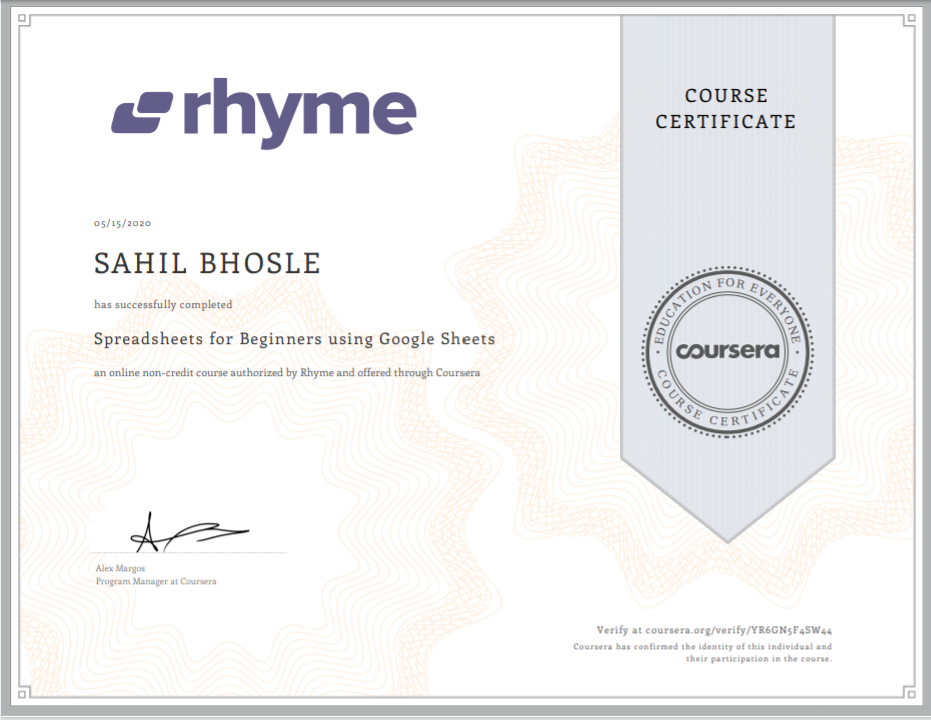 rhyme
COURSE
CERTIFICATE
05/15/2020
SAHIL BHOSLE
has successfully completed
Spreadsheets for Beginners using Google Sheets
an online non-credit course authorized by Rhyme and offered through Coursera
EDUCATION FOR EVERYONE
coursera
COURSE CERTIFICATE
Alex Margos
Program Manager at Coursera
Verify at coursera.org/verify/YR6GN5F4SW44
Coursera has confirmed the identity of this individual and
their participation in the course.